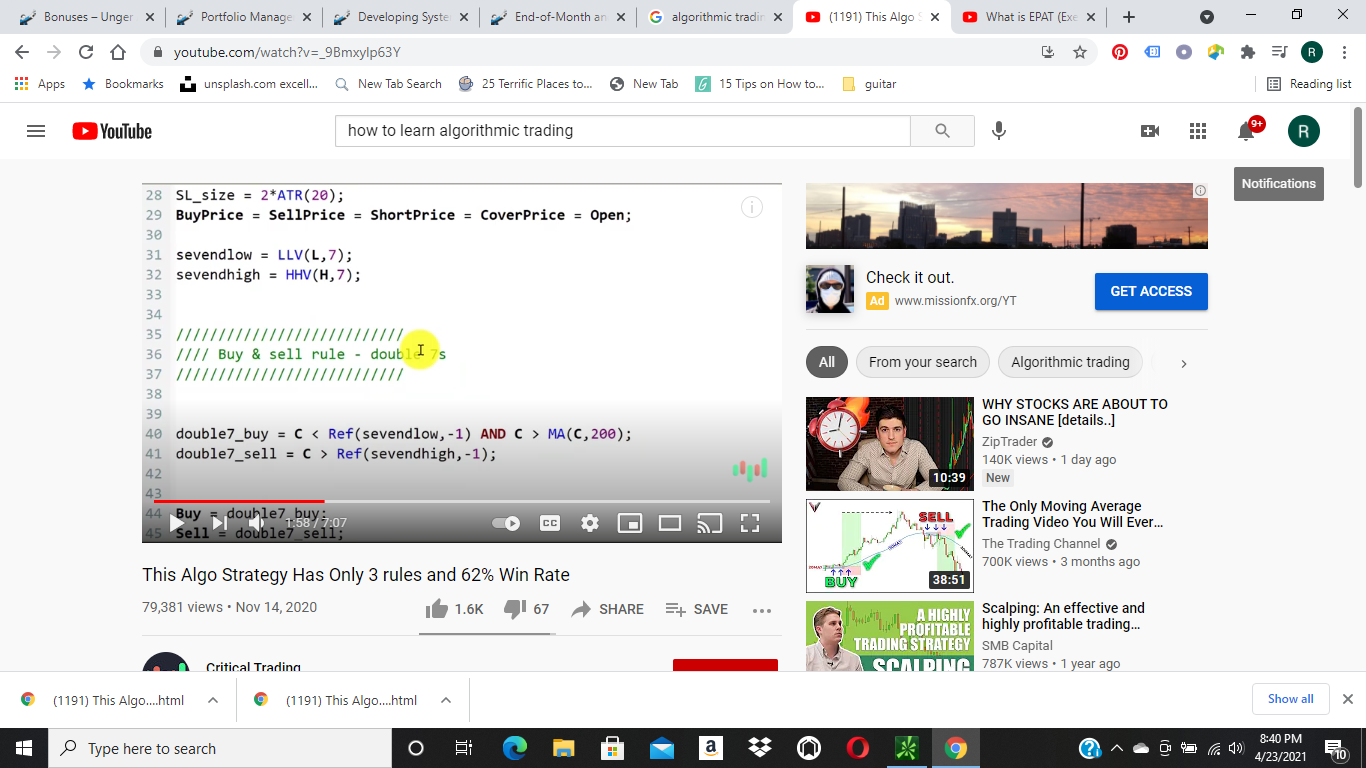 Bonuses – Unger
Portfolio Manage
Developing Syste
End-of-Month an
algorithmic tradin
(1191) This Algo S
What is EPAT (Exe
youtube.com/watch?v=_9BmxyIp63Y
R
Apps
Bookmarks
unsplash.com excell...
New Tab Search
25 Terrific Places to...
New Tab
15 Tips on How to...
guitar
Reading list
YouTube
how to learn algorithmic trading
9+
R
Notifications
28 SL_size = 2*ATR(20);
29 BuyPrice = SellPrice = ShortPrice = CoverPrice = Open;
30
31 sevendlow = LLV(L,7);
32 sevendhigh = HHV(H,7);
33
34
35 ///////////////////////////
36 //// Buy & sell rule - double 7s
37 ///////////////////////////
38
39
40 double7_buy = C < Ref(sevendlow,-1) AND C > MA(C,200);
41 double7_sell = C > Ref(sevendhigh,-1);
42
43
44 Buy = double7_buy;
45 Sell = double7_sell;
1:58 / 7:07
CC
This Algo Strategy Has Only 3 rules and 62% Win Rate
79,381 views • Nov 14, 2020
1.6K
67
SHARE
SAVE
Critical Trading
Check it out.
Ad www.missionfx.org/YT
GET ACCESS
All
From your search
Algorithmic trading
WHY STOCKS ARE ABOUT TO
GO INSANE [details..]
ZipTrader
140K views • 1 day ago
New
10:39
The Only Moving Average
Trading Video You Will Ever...
The Trading Channel
700K views • 3 months ago
SELL
BUY
38:51
Scalping: An effective and
highly profitable trading...
SMB Capital
787K views • 1 year ago
A HIGHLY
PROFITABLE
TRADING STRATEGY
SCALPING
(1191) This Algo....html
(1191) This Algo....html
Show all
Type here to search
8:40 PM
4/23/2021
10